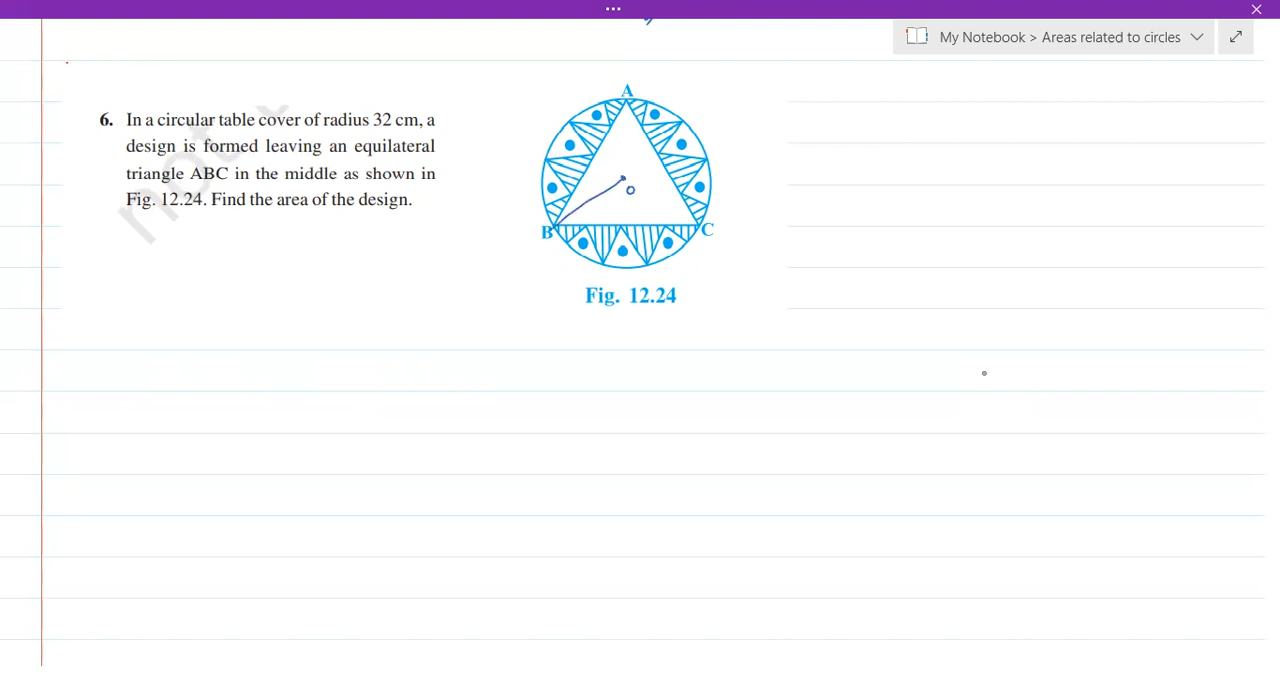 ...
My Notebook > Areas related to circles
6. In a circular table cover of radius 32 cm, a
design is formed leaving an equilateral
triangle ABC in the middle as shown in
Fig. 12.24. Find the area of the design.
not
A
B
C
o
Fig. 12.24